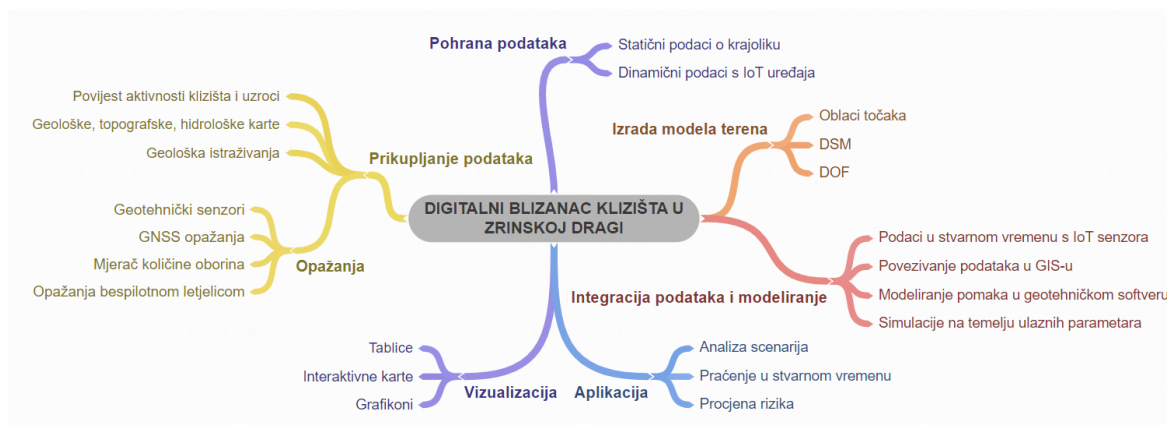 Pohrana podataka
Statični podaci o krajoliku
Dinamični podaci s IoT uređaja
Povijest aktivnosti klizišta i uzroci
Geološke, topografske, hidrološke karte
Geološka istraživanja
Prikupljanje podataka
Izrada modela terena
Oblaci točaka
DSM
DOF
DIGITALNI BLIZANAC KLIZIŠTA U
ZRINSKOJ DRAGI
Geotehnički senzori
GNSS opažanja
Mjerač količine oborina
Opažanja bespilotnom letjelicom
Opažanja
Integracija podataka i modeliranje
Podaci u stvarnom vremenu s IoT senzora
Povezivanje podataka u GIS-u
Modeliranje pomaka u geotehničkom softveru
Simulacije na temelju ulaznih parametara
Tablice
Interaktivne karte
Grafikoni
Vizualizacija
Aplikacija
Analiza scenarija
Praćenje u stvarnom vremenu
Procjena rizika